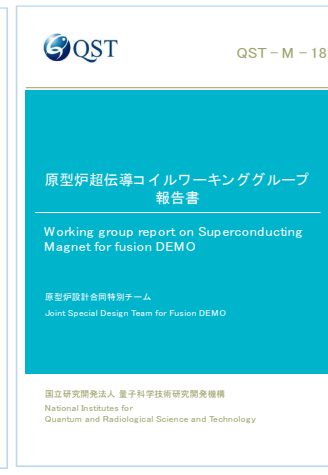 QST
QST－M－18
原型炉超伝導コイルワーキンググループ
報告書
Working group report on Superconducting
Magnet for fusion DEMO
原型炉設計合同特別チーム
Joint Special Design Team for Fusion DEMO
国立研究開発法人 量子科学技術研究開発機構
National Institutes for
Quantum and Radiological Science and Technology